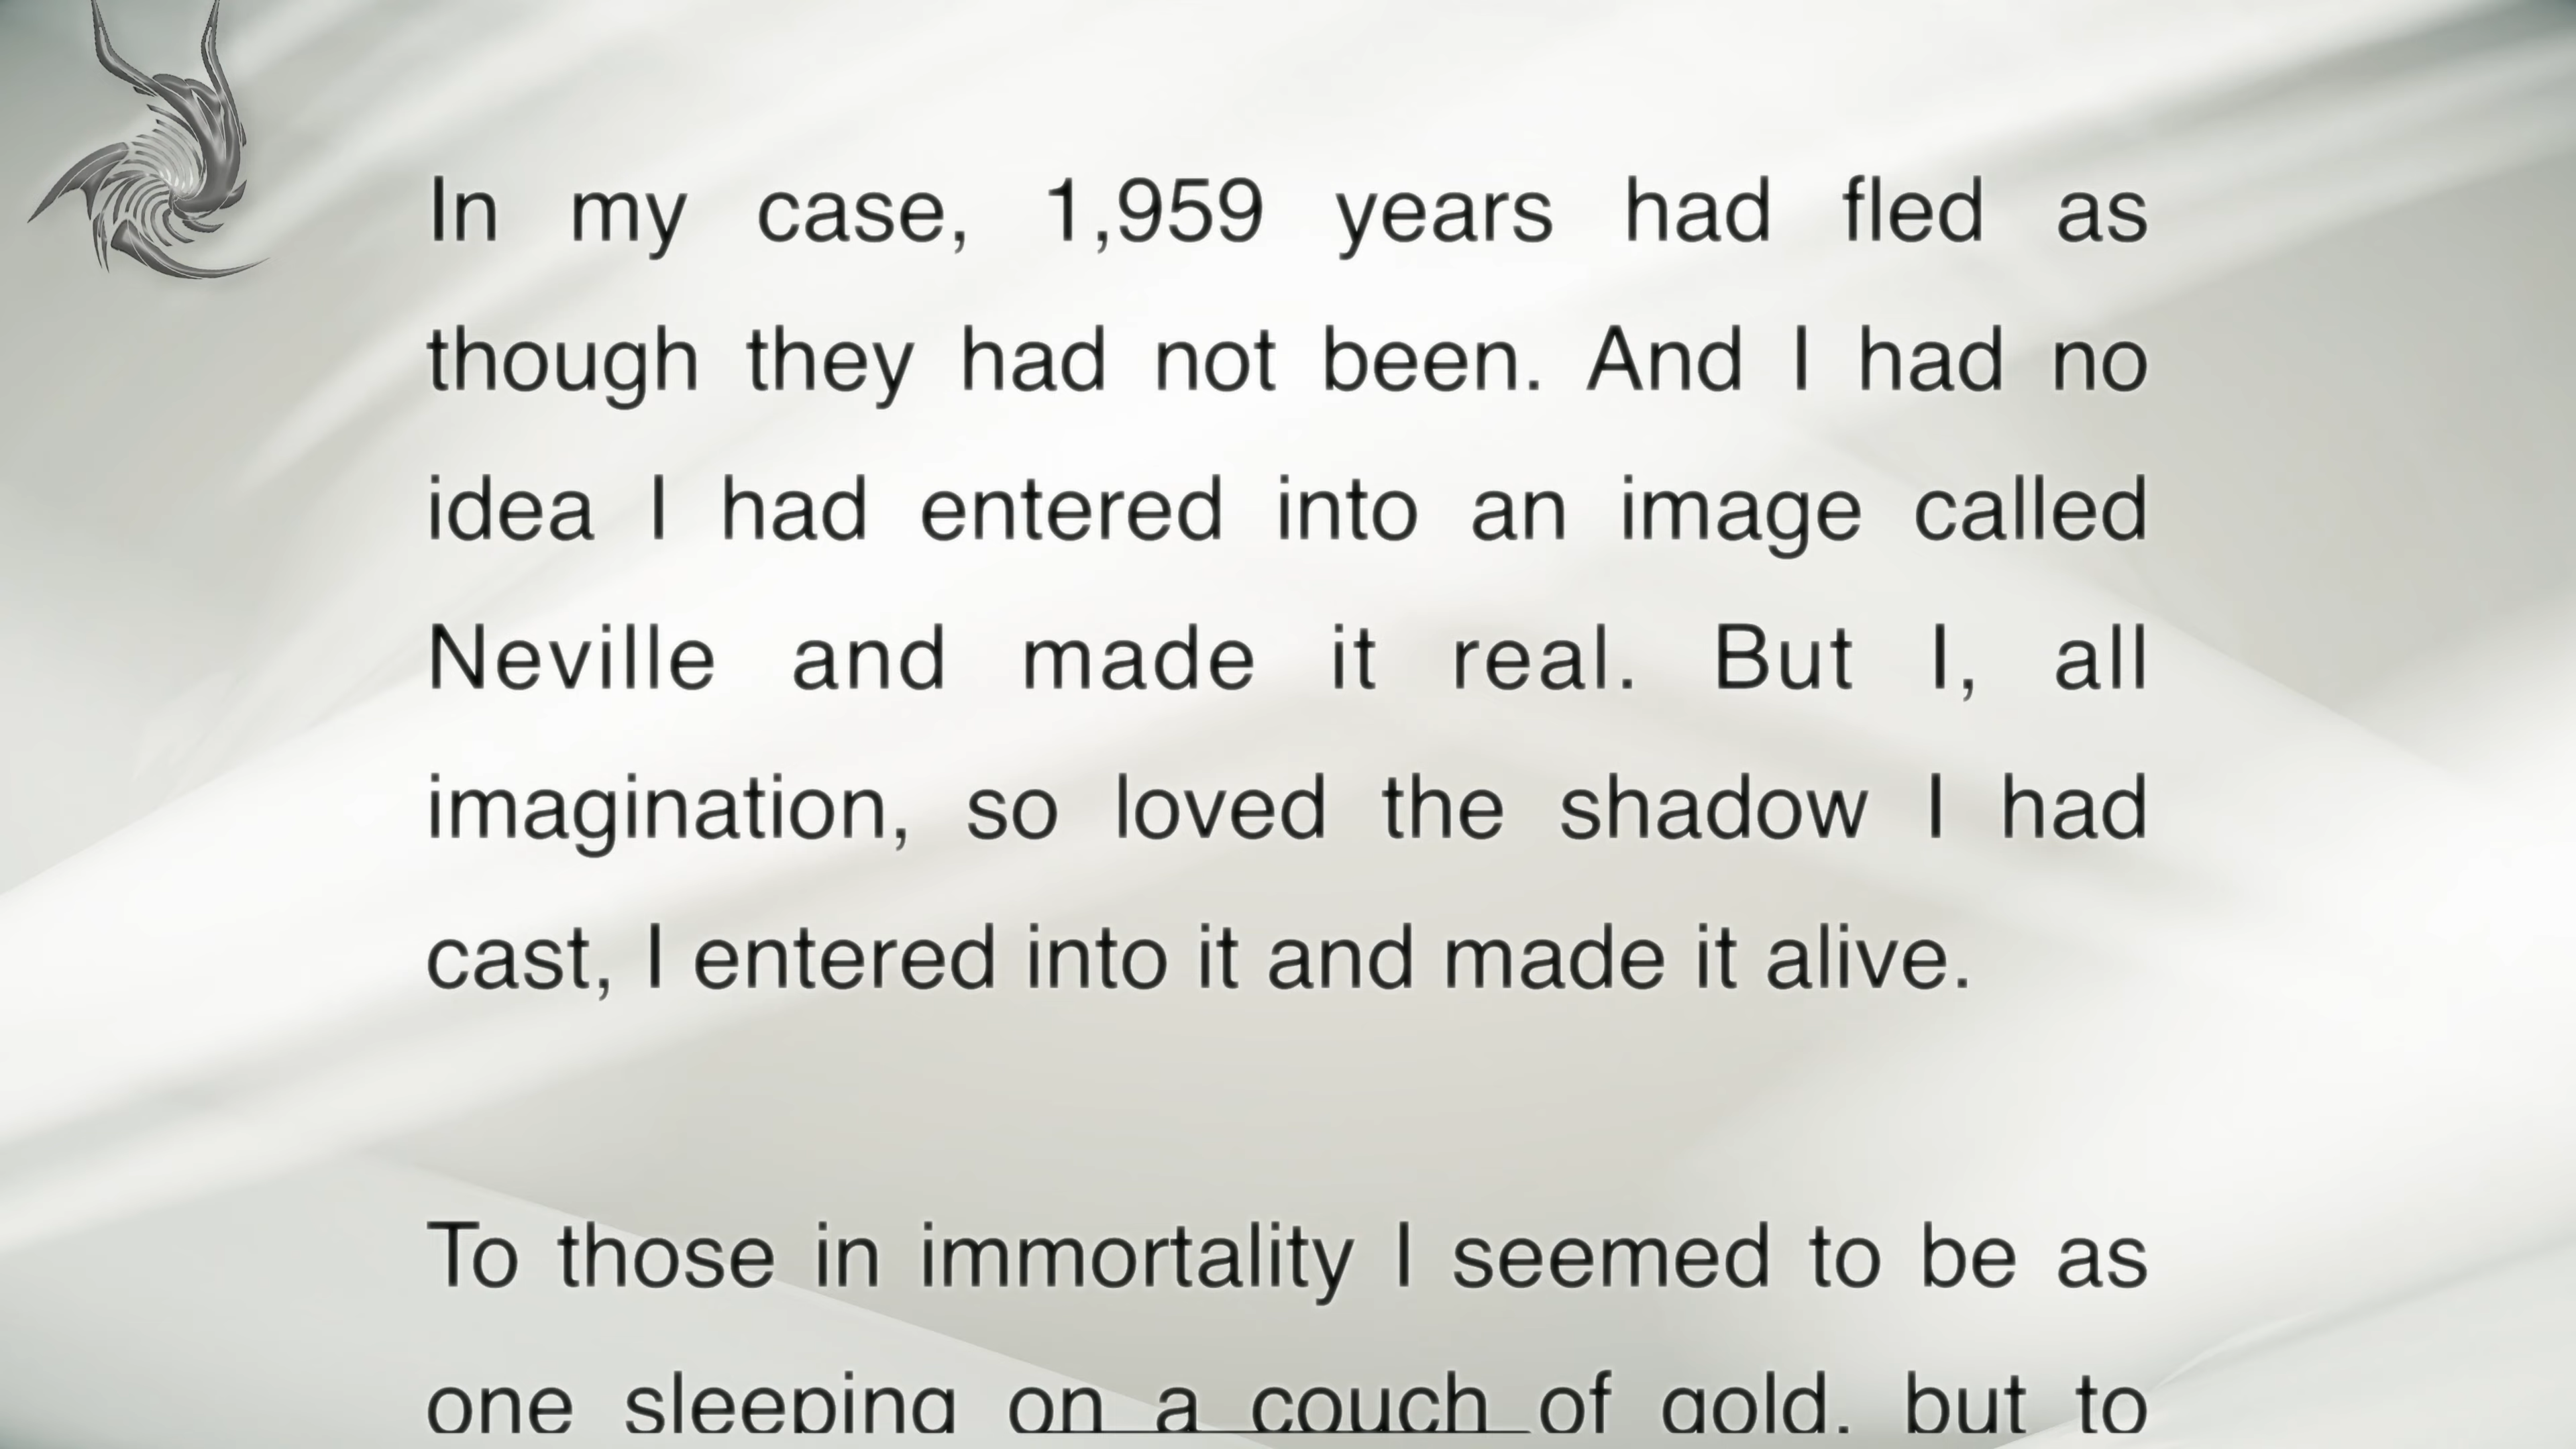 In my case, 1,959 years had fled as
though they had not been. And I had no
idea I had entered into an image called
Neville and made it real. But I, all
imagination, so loved the shadow I had
cast, I entered into it and made it alive.
To those in immortality I seemed to be as
one sleeping on a couch of gold, but to